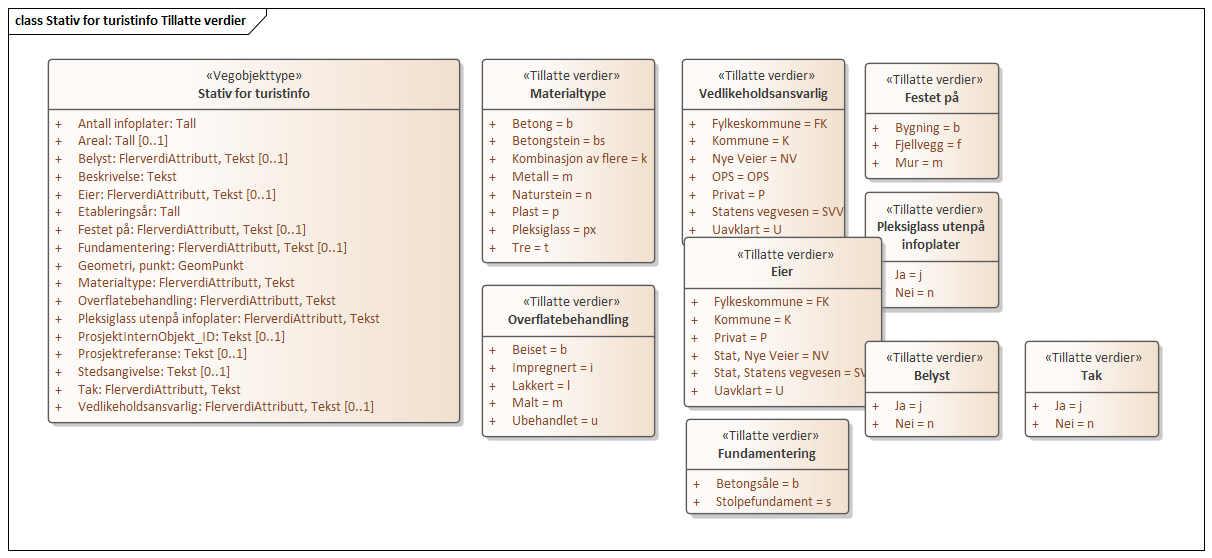 class Stativ for turistinfo Tillatte verdier
«Vegobjekttype»
Stativ for turistinfo
+ Antall infoplater: Tall
+ Areal: Tall [0..1]
+ Belyst: FlerverdiAttributt, Tekst [0..1]
+ Beskrivelse: Tekst
+ Eier: FlerverdiAttributt, Tekst [0..1]
+ Etableringsår: Tall
+ Festet på: FlerverdiAttributt, Tekst [0..1]
+ Fundamentering: FlerverdiAttributt, Tekst [0..1]
+ Geometri, punkt: GeomPunkt
+ Materialtype: FlerverdiAttributt, Tekst
+ Overflatebehandling: FlerverdiAttributt, Tekst
+ Pleksiglass utenpå infoplater: FlerverdiAttributt, Tekst
+ ProsjektInternObjekt_ID: Tekst [0..1]
+ Prosjektreferanse: Tekst [0..1]
+ Stedsangivelse: Tekst [0..1]
+ Tak: FlerverdiAttributt, Tekst
+ Vedlikeholdsansvarlig: FlerverdiAttributt, Tekst [0..1]
«Tillatte verdier»
Materialtype
+ Betong = b
+ Betongstein = bs
+ Kombinasjon av flere = k
+ Metall = m
+ Naturstein = n
+ Plast = p
+ Pleksiglass = px
+ Tre = t
«Tillatte verdier»
Overflatebehandling
+ Beiset = b
+ Impregnert = i
+ Lakkert = l
+ Malt = m
+ Ubehandlet = u
«Tillatte verdier»
Vedlikeholdsansvarlig
+ Fylkeskommune = FK
+ Kommune = K
+ Nye Veier = NV
+ OPS = OPS
+ Privat = P
+ Statens vegvesen = SVV
+ Uavklart = U
«Tillatte verdier»
Eier
+ Fylkeskommune = FK
+ Kommune = K
+ Privat = P
+ Stat, Nye Veier = NV
+ Stat, Statens vegvesen = SV
+ Uavklart = U
«Tillatte verdier»
Fundamentering
+ Betongsåle = b
+ Stolpefundament = s
«Tillatte verdier»
Festet på
+ Bygning = b
+ Fjellvegg = f
+ Mur = m
«Tillatte verdier»
Pleksiglass utenpå
infoplater
Ja = j
Nei = n
«Tillatte verdier»
Belyst
+ Ja = j
+ Nei = n
«Tillatte verdier»
Tak
+ Ja = j
+ Nei = n